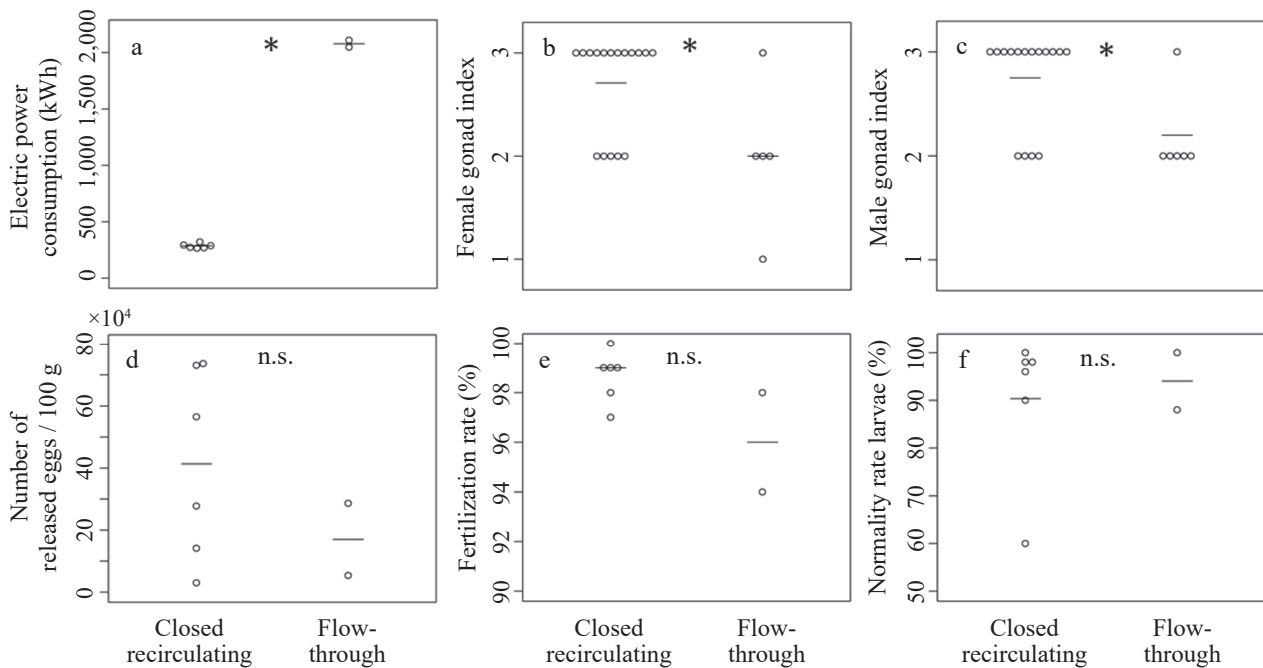 Electric power
consumption (kWh)
2,000
1,500
1,000
500
0
a
*
Female gonad index
3
2
1
b
*
Male gonad index
3
2
1
c
*
Number of
released eggs / 100 g
×10⁴
80
60
40
20
0
d
n.s.
Closed
recirculating
Flow-
through
Fertilization rate (%)
100
98
96
94
92
90
e
n.s.
Closed
recirculating
Flow-
through
Normality rate larvae (%)
100
90
80
70
60
50
f
n.s.
Closed
recirculating
Flow-
through